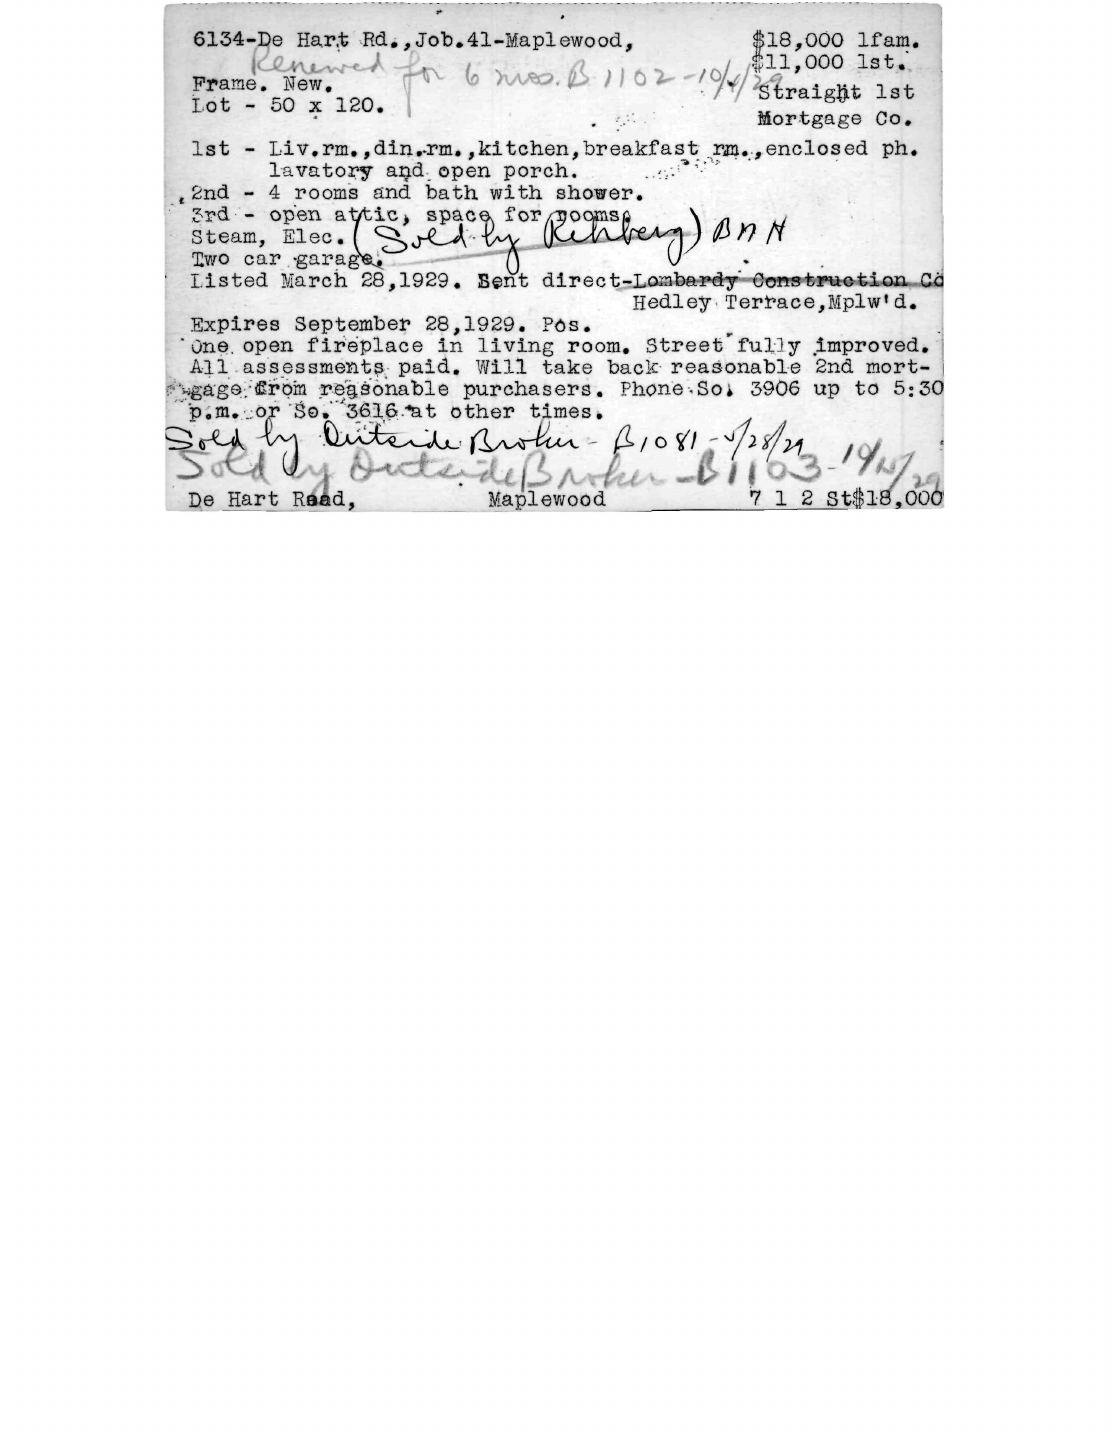 6134-De Hart Rd.,Job.41-Maplewood, $18,000 1fam.
Renewed for 6 mos. B 1102 - 10/4/29 $11,000 1st.
Frame. New. Straight 1st
Lot - 50 x 120. Mortgage Co.
1st - Liv.rm.,din.rm.,kitchen,breakfast rm.,enclosed ph.
lavatory and open porch.
2nd - 4 rooms and bath with shower.
3rd - open attic, space for rooms.
Steam, Elec. (Sold by Rehberg) B M H
Two car garage.
Listed March 28,1929. Sent direct-Lombardy Construction Co
Hedley Terrace,Mplw'd.
Expires September 28,1929. Pos.
One open fireplace in living room. Street fully improved.
All assessments paid. Will take back reasonable 2nd mort-
gage from reasonable purchasers. Phone So. 3906 up to 5:30
p.m. or So. 3616 at other times.
Sold by Outside Broker - B1081 - /28/29
Sold by Outside Broker - B1103 - 10/15/29
De Hart Road, Maplewood 7 1 2 St$18,000